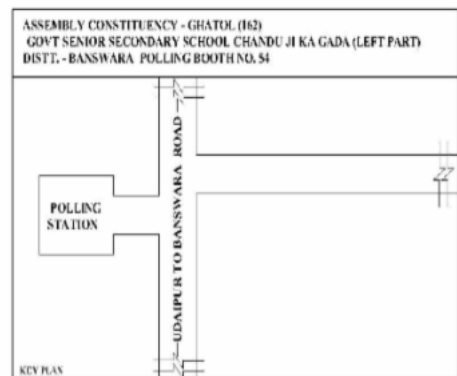 ASSEMBLY CONSTITUENCY - GHATOL (162)
GOVT SENIOR SECONDARY SCHOOL CHANDU JI KA GADA (LEFT PART)
DISTT. - BANSWARA POLLING BOOTH NO. 54
POLLING
STATION
UDAIPUR TO BANSWARA ROAD
KEY PLAN